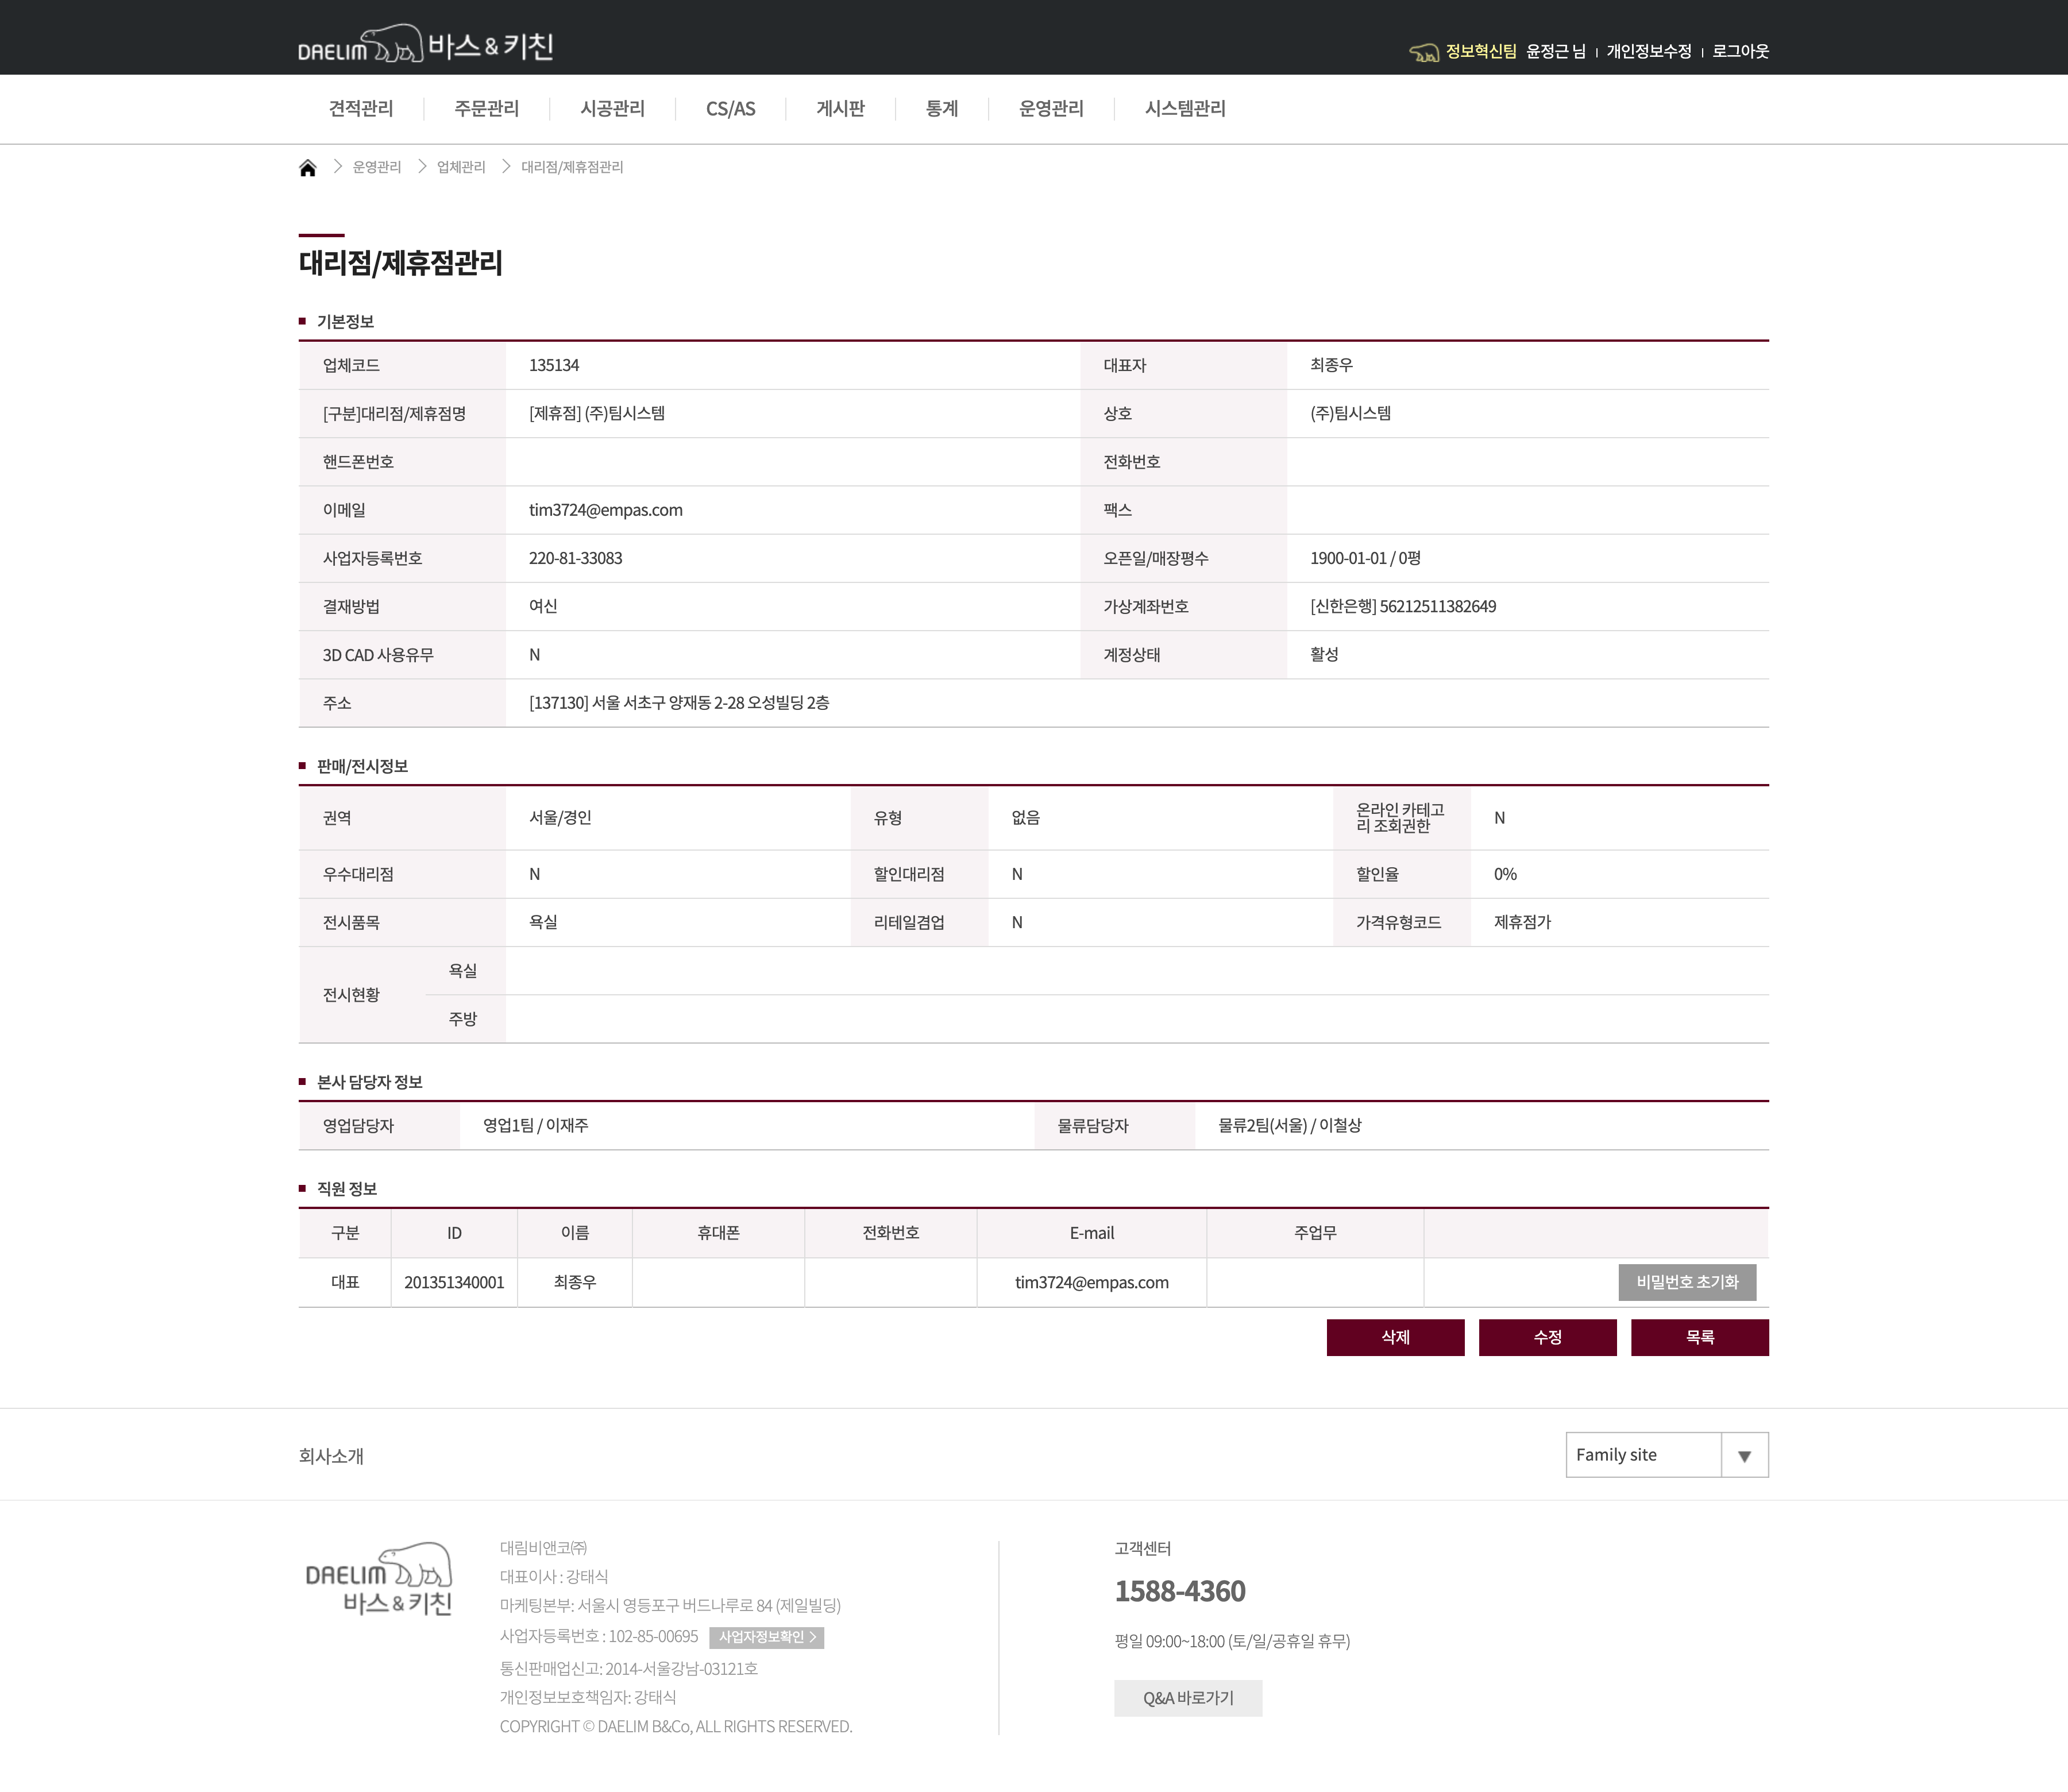 DAELIM 바스&키친
정보혁신팀 윤정근 님 | 개인정보수정 | 로그아웃
견적관리 주문관리 시공관리 CS/AS 게시판 통계 운영관리 시스템관리
운영관리 업체관리 대리점/제휴점관리
대리점/제휴점관리
기본정보
업체코드 135134 대표자 최종우
[구분]대리점/제휴점명 [제휴점] (주)팀시스템 상호 (주)팀시스템
핸드폰번호 전화번호
이메일 tim3724@empas.com 팩스
사업자등록번호 220-81-33083 오픈일/매장평수 1900-01-01 / 0평
결재방법 여신 가상계좌번호 [신한은행] 56212511382649
3D CAD 사용유무 N 계정상태 활성
주소 [137130] 서울 서초구 양재동 2-28 오성빌딩 2층
판매/전시정보
권역 서울/경인 유형 없음 온라인 카테고
리 조회권한 N
우수대리점 N 할인대리점 N 할인율 0%
전시품목 욕실 리테일겸업 N 가격유형코드 제휴점가
전시현황 욕실
주방
본사 담당자 정보
영업담당자 영업1팀 / 이재주 물류담당자 물류2팀(서울) / 이철상
직원 정보
구분 ID 이름 휴대폰 전화번호 E-mail 주업무
대표 201351340001 최종우 tim3724@empas.com 비밀번호 초기화
삭제 수정 목록
회사소개 Family site
DAELIM
바스&키친
대림비앤코㈜
대표이사 : 강태식
마케팅본부: 서울시 영등포구 버드나루로 84 (제일빌딩)
사업자등록번호 : 102-85-00695 사업자정보확인
통신판매업신고: 2014-서울강남-03121호
개인정보보호책임자: 강태식
COPYRIGHT © DAELIM B&Co, ALL RIGHTS RESERVED.
고객센터
1588-4360
평일 09:00~18:00 (토/일/공휴일 휴무)
Q&A 바로가기